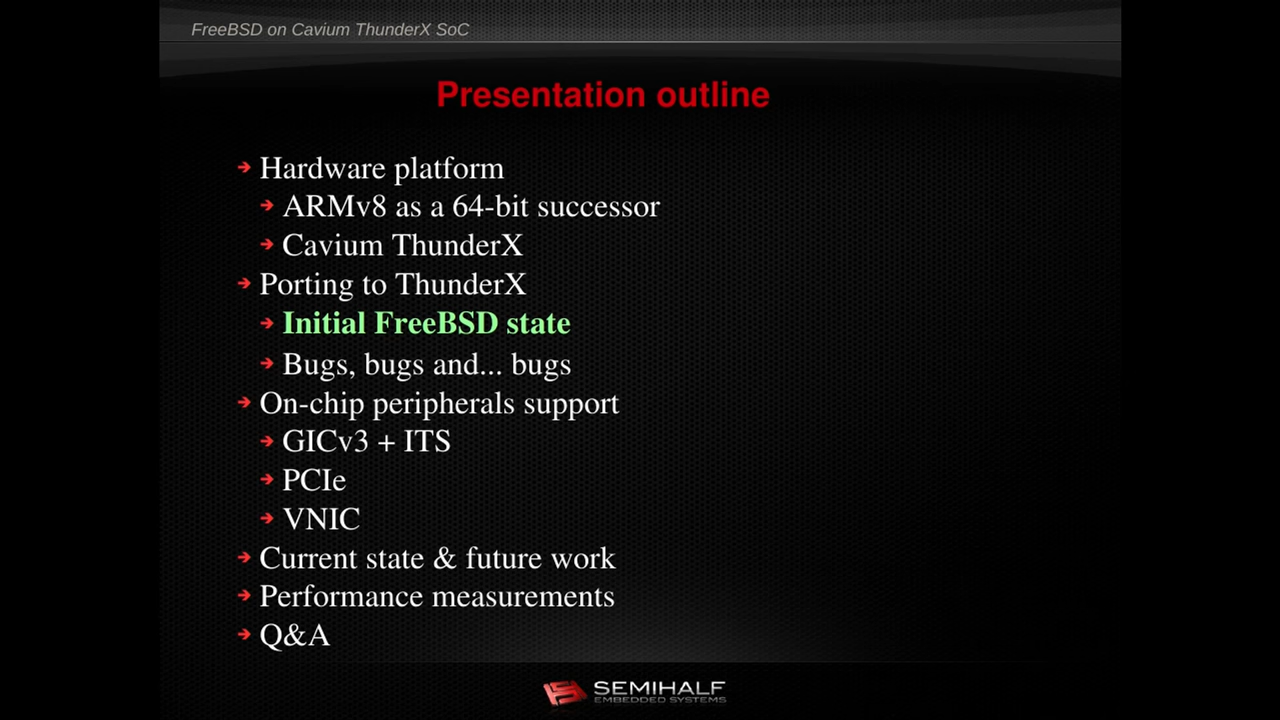 FreeBSD on Cavium ThunderX SoC
Presentation outline
Hardware platform
ARMv8 as a 64-bit successor
Cavium ThunderX
Porting to ThunderX
Initial FreeBSD state
Bugs, bugs and... bugs
On-chip peripherals support
GICv3 + ITS
PCIe
VNIC
Current state & future work
Performance measurements
Q&A
SEMIHALF
EMBEDDED SYSTEMS